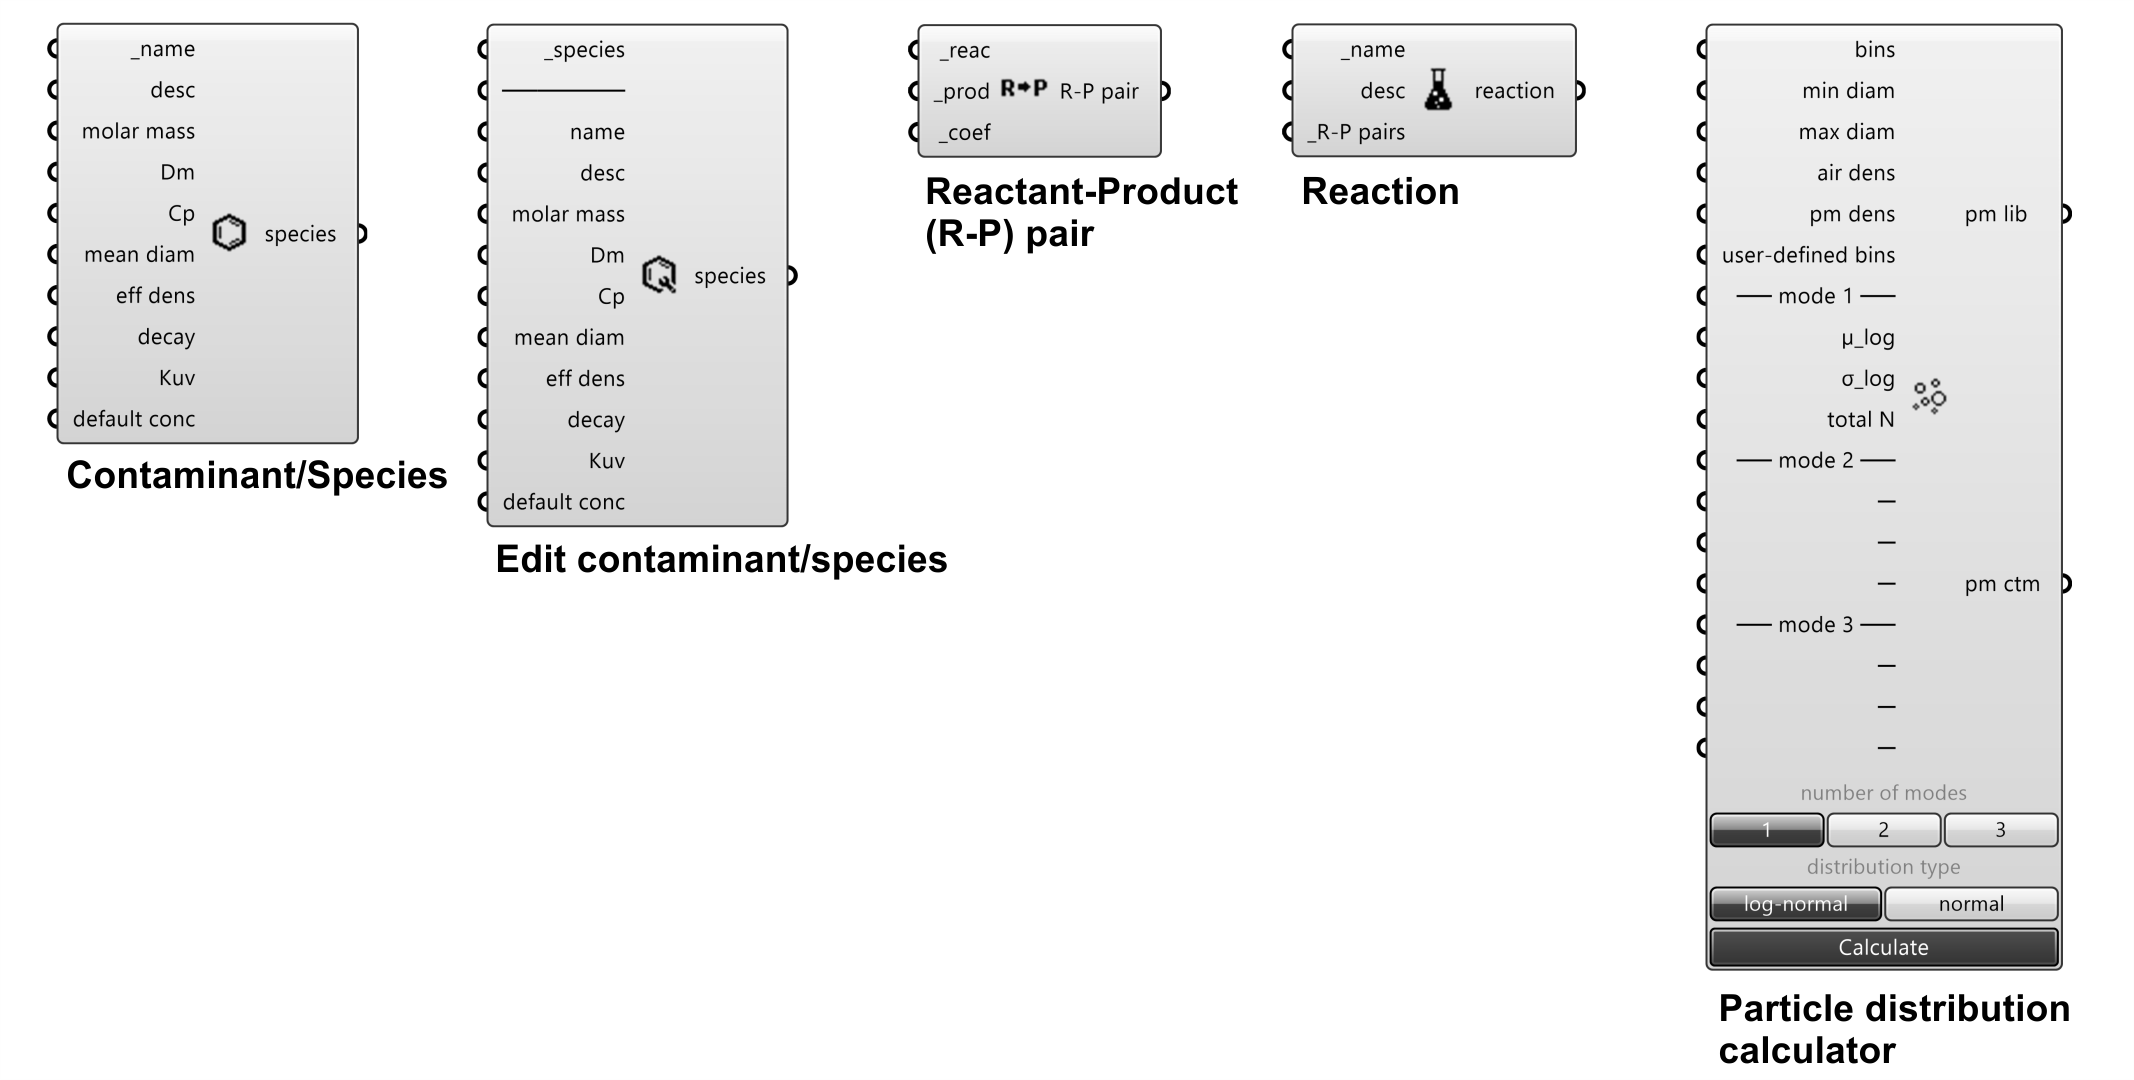 _name
desc
molar mass
Dm
Cp
mean diam
eff dens
decay
Kuv
default conc
species
Contaminant/Species
_species
name
desc
molar mass
Dm
Cp
mean diam
eff dens
decay
Kuv
default conc
species
Edit contaminant/species
_reac
_prod R➧P R-P pair
_coef
Reactant-Product
(R-P) pair
_name
desc
_R-P pairs
reaction
Reaction
bins
min diam
max diam
air dens
pm dens
user-defined bins
— mode 1 —
µ_log
σ_log
total N
— mode 2 —
—
—
—
— mode 3 —
—
—
—
pm lib
pm ctm
number of modes
1 2 3
distribution type
log-normal normal
Calculate
Particle distribution
calculator